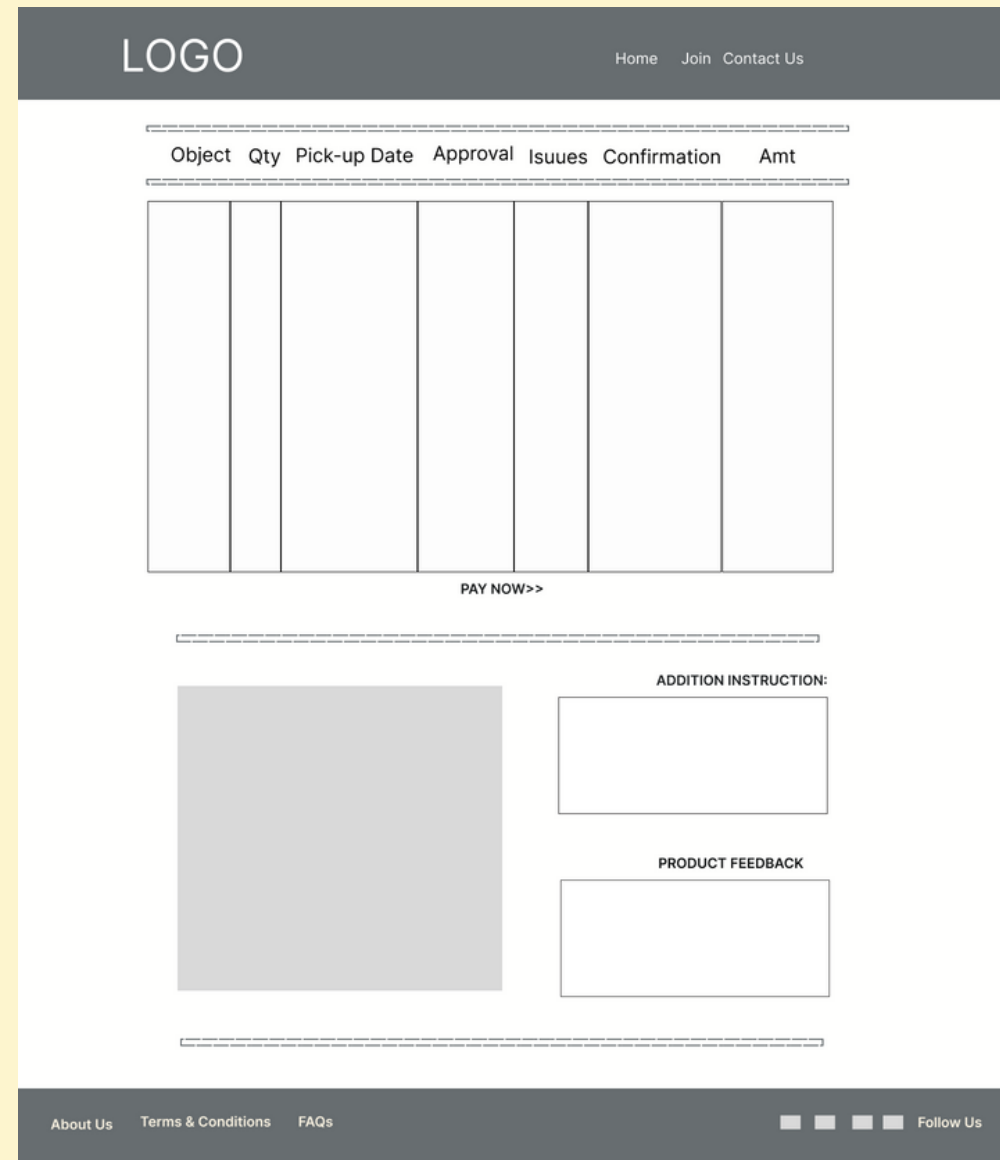 LOGO
Home Join Contact Us
Object Qty Pick-up Date Approval Isuues Confirmation Amt
PAY NOW>>
ADDITION INSTRUCTION:
PRODUCT FEEDBACK
About Us Terms & Conditions FAQs Follow Us